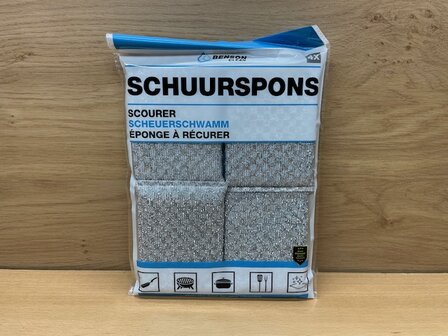 BENSON
4X
SCHUURSPONS
SCOURER
SCHEUERSCHWAMM
ÉPONGE À RÉCURER